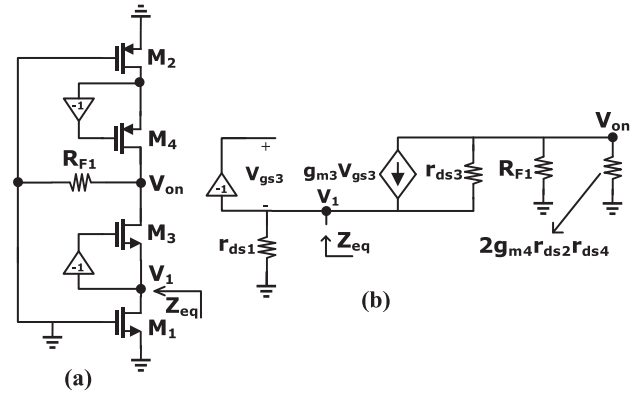 M2
-1
M4
RF1
Von
M3
-1
V1
Zeq
M1
(a)
+
Vgs3
-1
-
gm3Vgs3
V1
rds1
Zeq
rds3
RF1
Von
2gm4rds2rds4
(b)